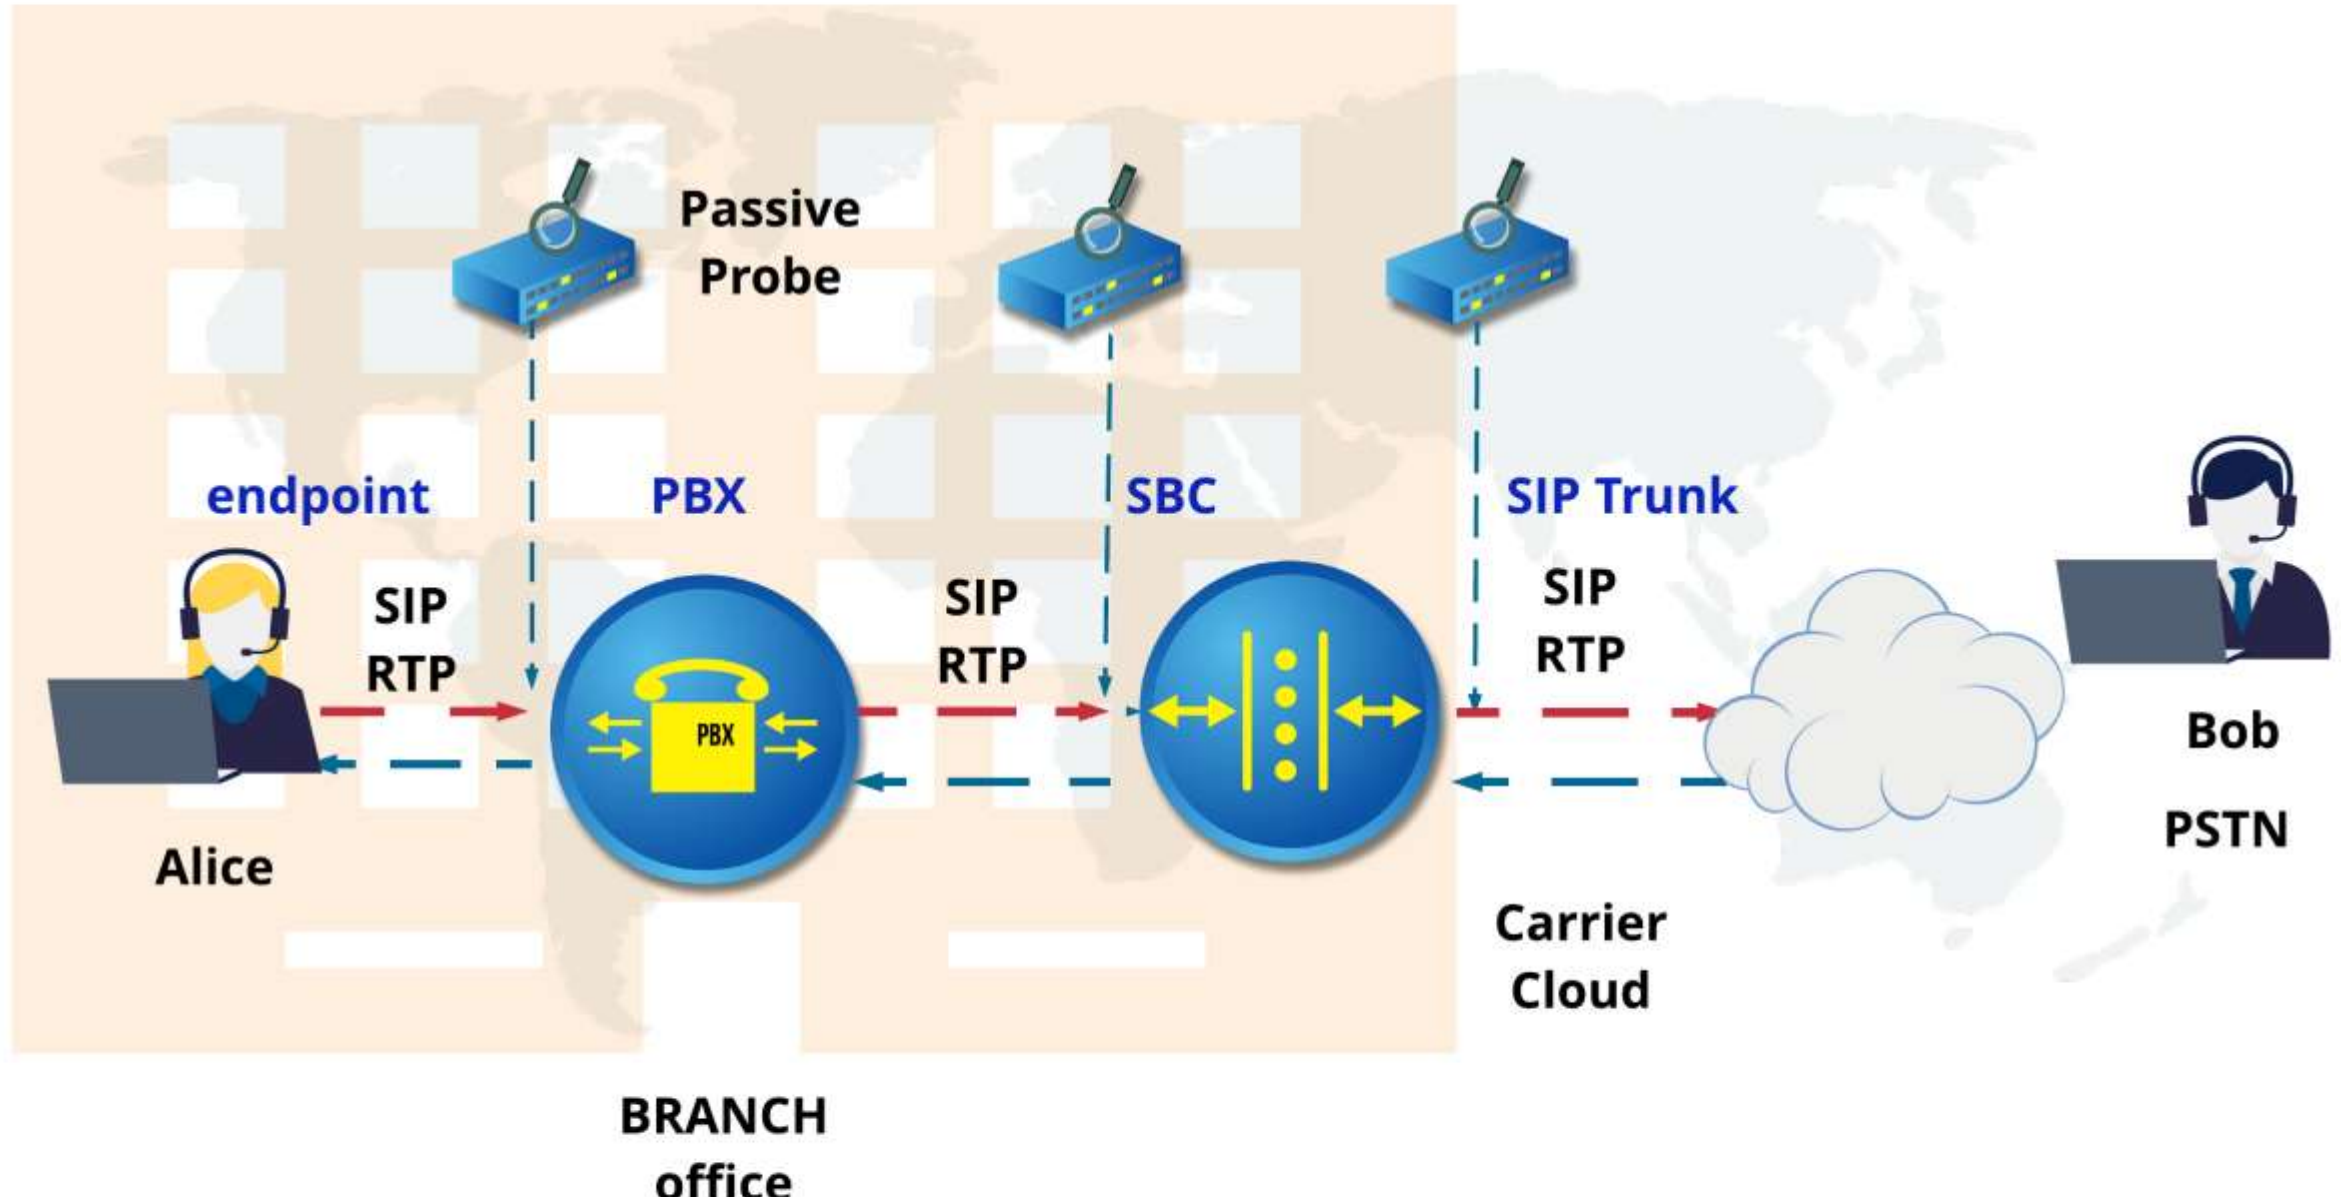 Passive
Probe
endpoint
PBX
SBC
SIP Trunk
SIP
RTP
SIP
RTP
SIP
RTP
PBX
Alice
Bob
PSTN
Carrier
Cloud
BRANCH
office